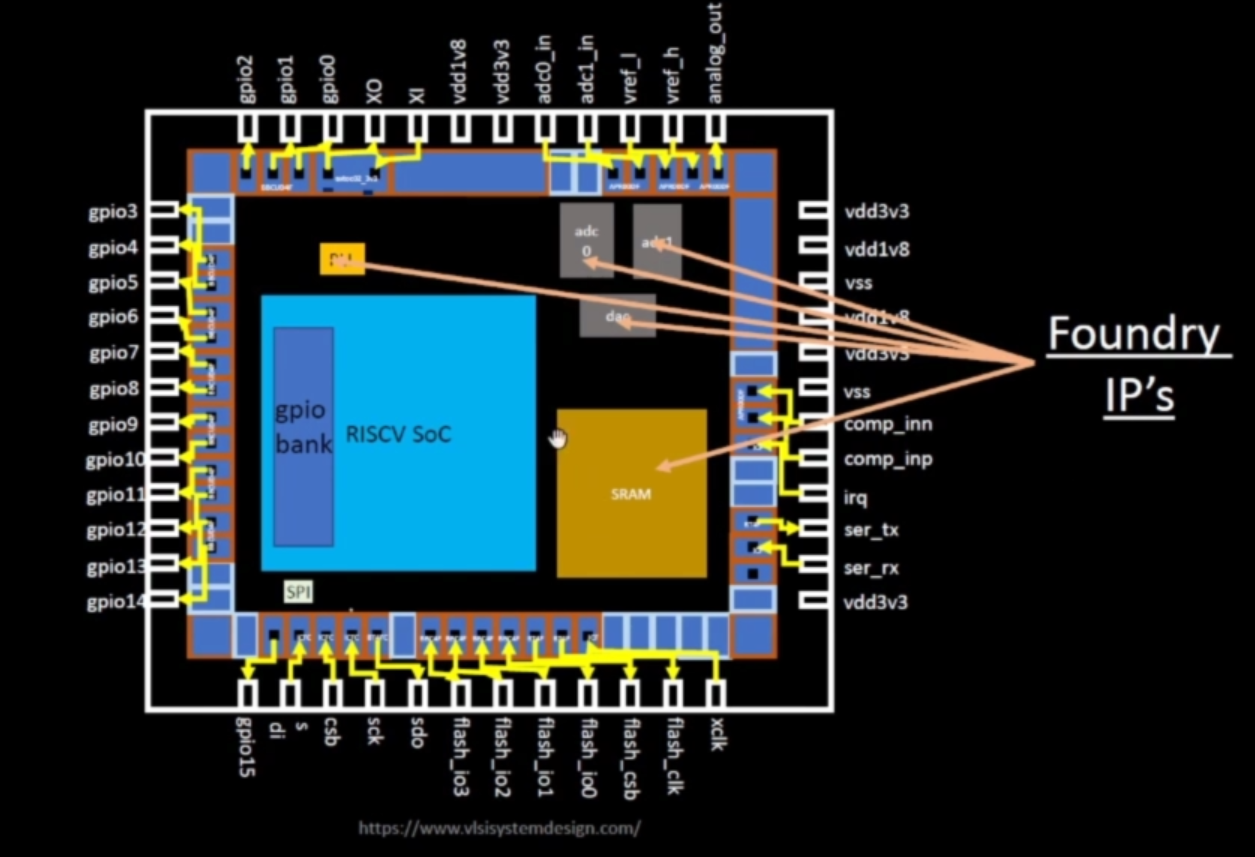 gpio2
gpio1
gpio0
XO
XI
vdd1v8
vdd3v3
adc0_in
adc1_in
vref_l
vref_h
analog_out
gpio3
gpio4
gpio5
gpio6
gpio7
gpio8
gpio9
gpio10
gpio11
gpio12
gpio13
gpio14
adc
0
adc1
dac
gpio
bank
RISCV SoC
SRAM
SPI
vdd3v3
vdd1v8
vss
vdd1v8
vdd3v3
vss
comp_inn
comp_inp
irq
ser_tx
ser_rx
vdd3v3
Foundry
IP's
gpio15
di
s
csb
sck
sdo
flash_io3
flash_io2
flash_io1
flash_io0
flash_csb
flash_clk
xclk
https://www.vlsisystemdesign.com/